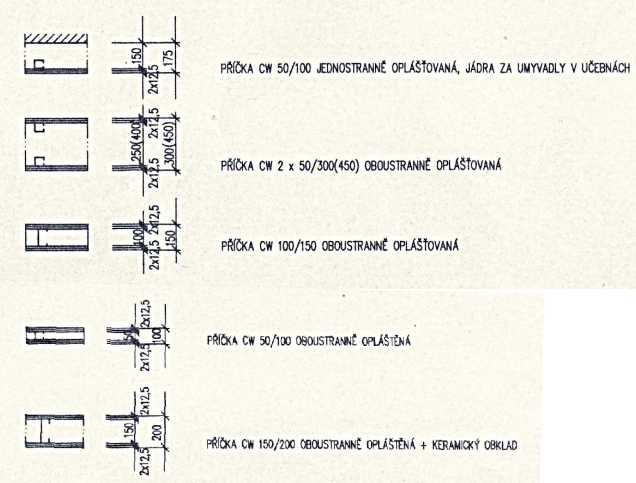 150
175
2x12,5
PŘÍČKA CW 50/100 JEDNOSTRANNĚ OPLÁŠŤOVANÁ, JÁDRA ZA UMYVADLY V UČEBNÁCH
2x12,5
250(400)
300(450)
2x12,5
PŘÍČKA CW 2 x 50/300(450) OBOUSTRANNĚ OPLÁŠŤOVANÁ
2x12,5
100
150
2x12,5
PŘÍČKA CW 100/150 OBOUSTRANNĚ OPLÁŠŤOVANÁ
2x12,5
50
100
2x12,5
PŘÍČKA CW 50/100 OBOUSTRANNĚ OPLÁŠTĚNÁ
2x12,5
150
200
2x12,5
PŘÍČKA CW 150/200 OBOUSTRANNĚ OPLÁŠTĚNÁ + KERAMICKÝ OBKLAD